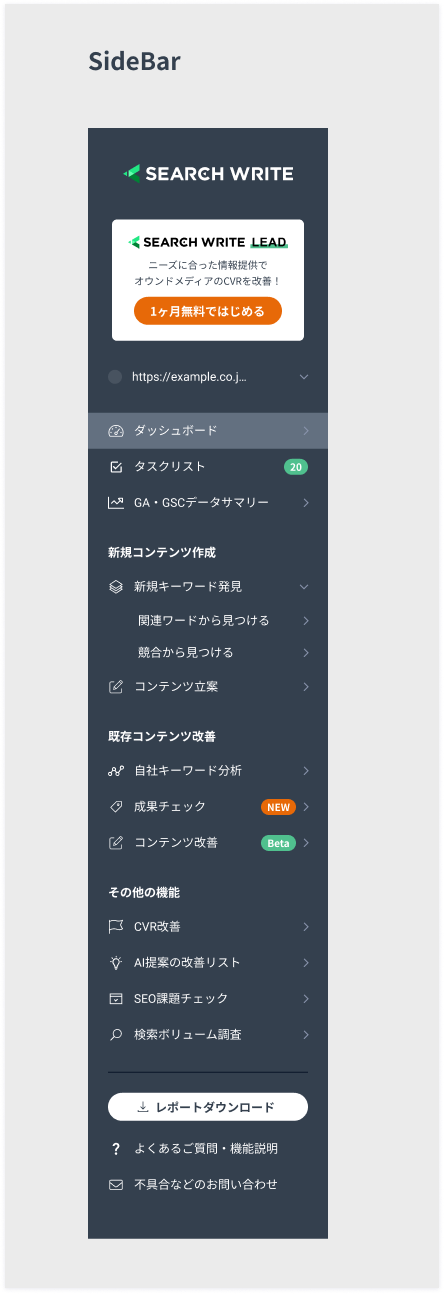 SideBar
SEARCH WRITE
SEARCH WRITE LEAD
ニーズに合った情報提供で
オウンドメディアのCVRを改善！
1ヶ月無料ではじめる
https://example.co.j...
ダッシュボード
タスクリスト 20
GA・GSCデータサマリー
新規コンテンツ作成
新規キーワード発見
関連ワードから見つける
競合から見つける
コンテンツ立案
既存コンテンツ改善
自社キーワード分析
成果チェック NEW
コンテンツ改善 Beta
その他の機能
CVR改善
AI提案の改善リスト
SEO課題チェック
検索ボリューム調査
レポートダウンロード
よくあるご質問・機能説明
不具合などのお問い合わせ